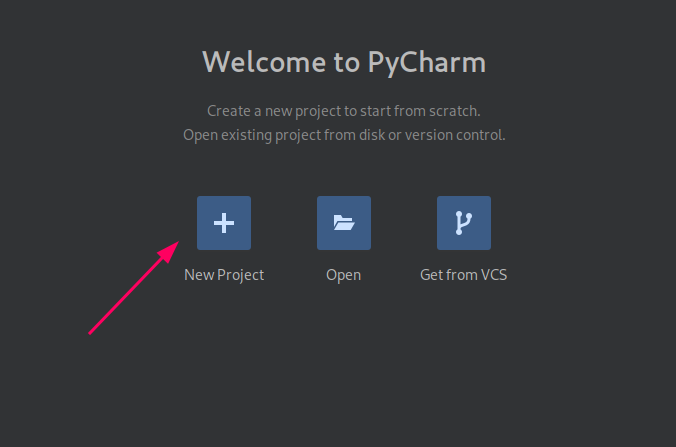 Welcome to PyCharm
Create a new project to start from scratch.
Open existing project from disk or version control.
New Project
Open
Get from VCS